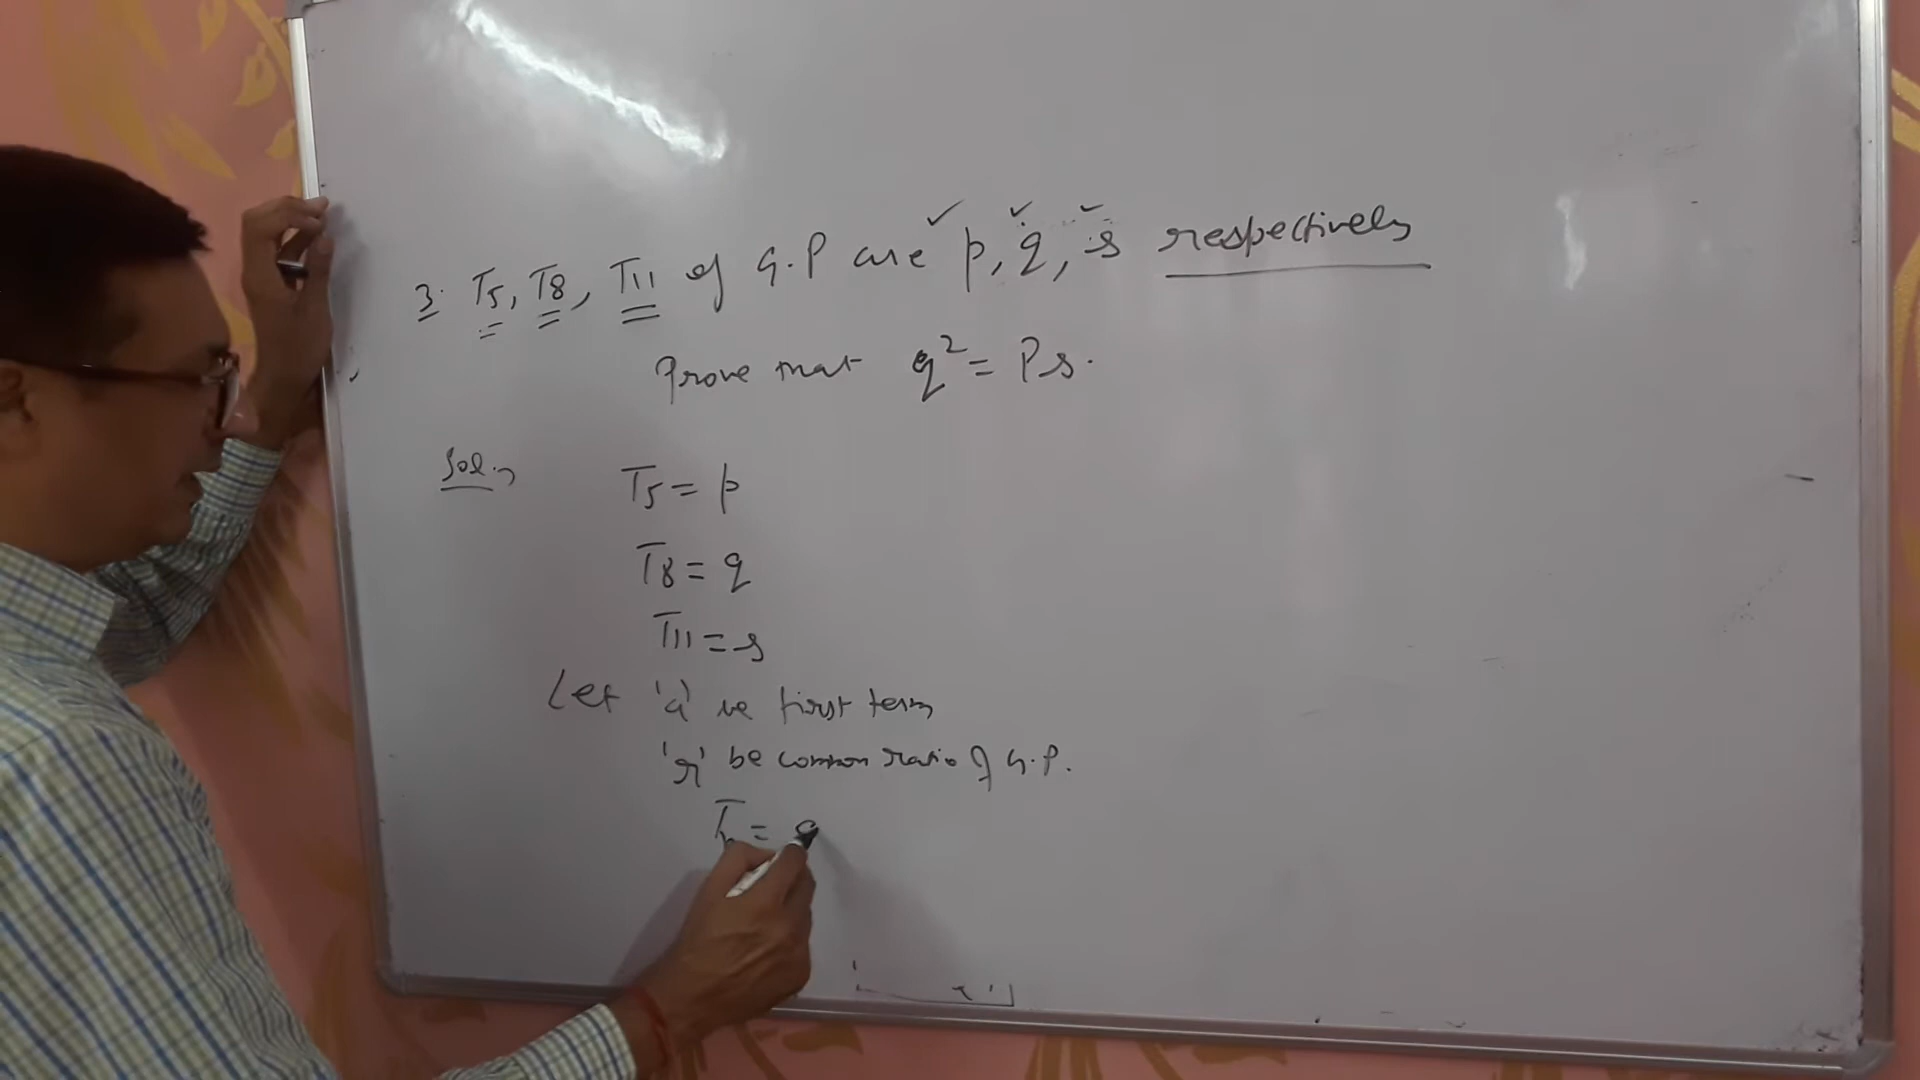 3. T5, T8, T11 of G.P are p, q, s respectively
Prove that q² = Ps.
Soln
T5 = p
T8 = q
T11 = s
Let 'a' be first term
'r' be common ratio of G.P.
Tn = a